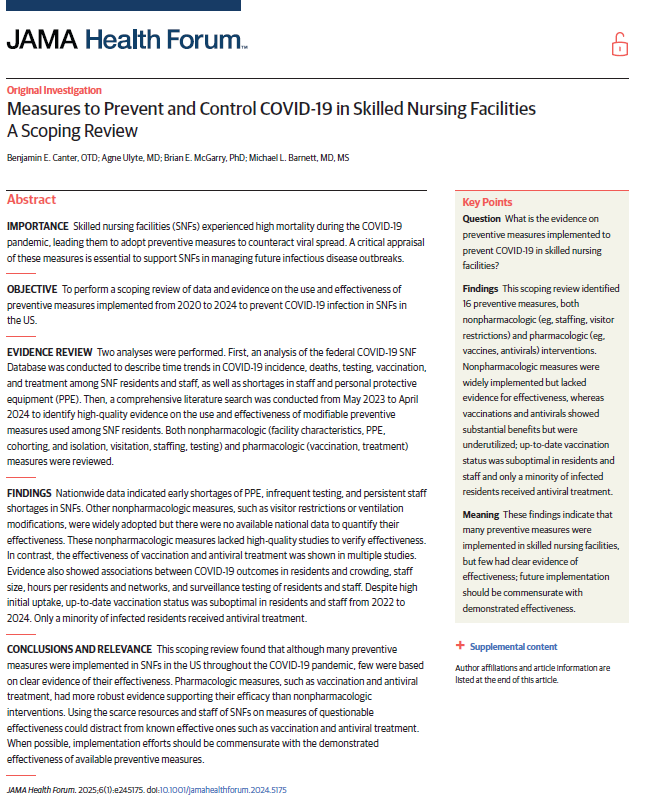 JAMA Health Forum™
Original Investigation
Measures to Prevent and Control COVID-19 in Skilled Nursing Facilities
A Scoping Review
Benjamin E. Canter, OTD; Agne Ulyte, MD; Brian E. McGarry, PhD; Michael L. Barnett, MD, MS
Abstract
IMPORTANCE Skilled nursing facilities (SNFs) experienced high mortality during the COVID-19
pandemic, leading them to adopt preventive measures to counteract viral spread. A critical appraisal
of these measures is essential to support SNFs in managing future infectious disease outbreaks.
OBJECTIVE To perform a scoping review of data and evidence on the use and effectiveness of
preventive measures implemented from 2020 to 2024 to prevent COVID-19 infection in SNFs in
the US.
EVIDENCE REVIEW Two analyses were performed. First, an analysis of the federal COVID-19 SNF
Database was conducted to describe time trends in COVID-19 incidence, deaths, testing, vaccination,
and treatment among SNF residents and staff, as well as shortages in staff and personal protective
equipment (PPE). Then, a comprehensive literature search was conducted from May 2023 to April
2024 to identify high-quality evidence on the use and effectiveness of modifiable preventive
measures used among SNF residents. Both nonpharmacologic (facility characteristics, PPE,
cohorting, and isolation, visitation, staffing, testing) and pharmacologic (vaccination, treatment)
measures were reviewed.
FINDINGS Nationwide data indicated early shortages of PPE, infrequent testing, and persistent staff
shortages in SNFs. Other nonpharmacologic measures, such as visitor restrictions or ventilation
modifications, were widely adopted but there were no available national data to quantify their
effectiveness. These nonpharmacologic measures lacked high-quality studies to verify effectiveness.
In contrast, the effectiveness of vaccination and antiviral treatment was shown in multiple studies.
Evidence also showed associations between COVID-19 outcomes in residents and crowding, staff
size, hours per residents and networks, and surveillance testing of residents and staff. Despite high
initial uptake, up-to-date vaccination status was suboptimal in residents and staff from 2022 to
2024. Only a minority of infected residents received antiviral treatment.
CONCLUSIONS AND RELEVANCE This scoping review found that although many preventive
measures were implemented in SNFs in the US throughout the COVID-19 pandemic, few were based
on clear evidence of their effectiveness. Pharmacologic measures, such as vaccination and antiviral
treatment, had more robust evidence supporting their efficacy than nonpharmacologic
interventions. Using the scarce resources and staff of SNFs on measures of questionable
effectiveness could distract from known effective ones such as vaccination and antiviral treatment.
When possible, implementation efforts should be commensurate with the demonstrated
effectiveness of available preventive measures.
JAMA Health Forum. 2025;6(1):e245175. doi:10.1001/jamahealthforum.2024.5175
Key Points
Question What is the evidence on
preventive measures implemented to
prevent COVID-19 in skilled nursing
facilities?
Findings This scoping review identified
16 preventive measures, both
nonpharmacologic (eg, staffing, visitor
restrictions) and pharmacologic (eg,
vaccines, antivirals) interventions.
Nonpharmacologic measures were
widely implemented but lacked
evidence for effectiveness, whereas
vaccinations and antivirals showed
substantial benefits but were
underutilized; up-to-date vaccination
status was suboptimal in residents and
staff and only a minority of infected
residents received antiviral treatment.
Meaning These findings indicate that
many preventive measures were
implemented in skilled nursing facilities,
but few had clear evidence of
effectiveness; future implementation
should be commensurate with
demonstrated effectiveness.
+ Supplemental content
Author affiliations and article information are
listed at the end of this article.